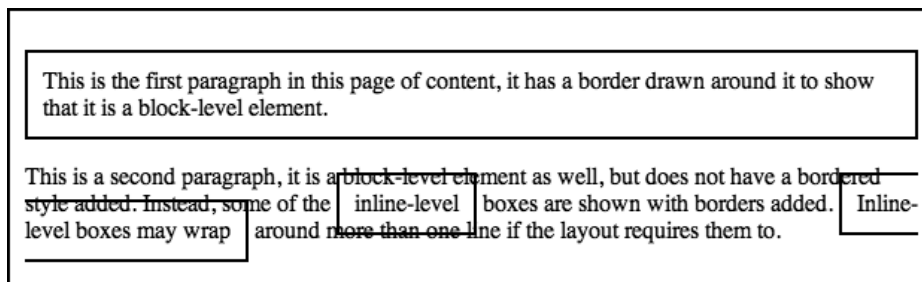 This is the first paragraph in this page of content, it has a border drawn around it to show
that it is a block-level element.
This is a second paragraph, it is a block-level element as well, but does not have a bordered
style added. Instead, some of the inline-level boxes are shown with borders added. Inline-
level boxes may wrap around more than one line if the layout requires them to.